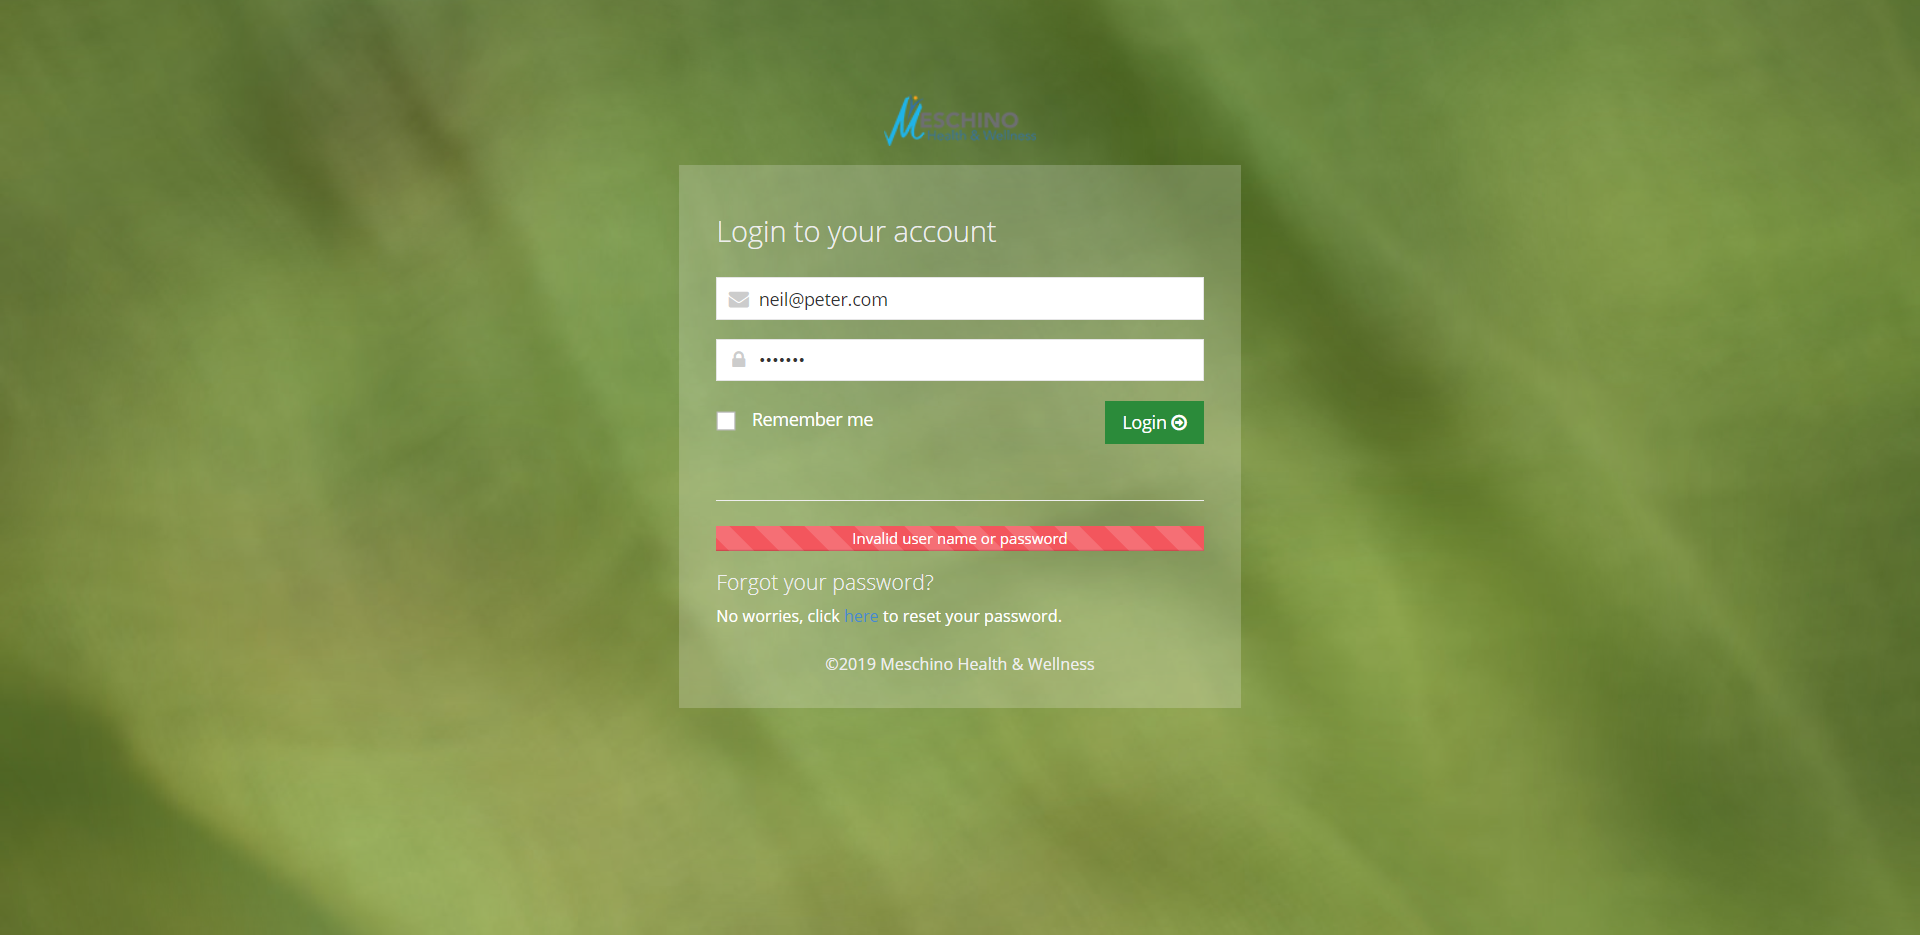 MESCHINO
Health & Wellness
Login to your account
neil@peter.com
•••••••
Remember me
Login
Invalid user name or password
Forgot your password?
No worries, click here to reset your password.
©2019 Meschino Health & Wellness